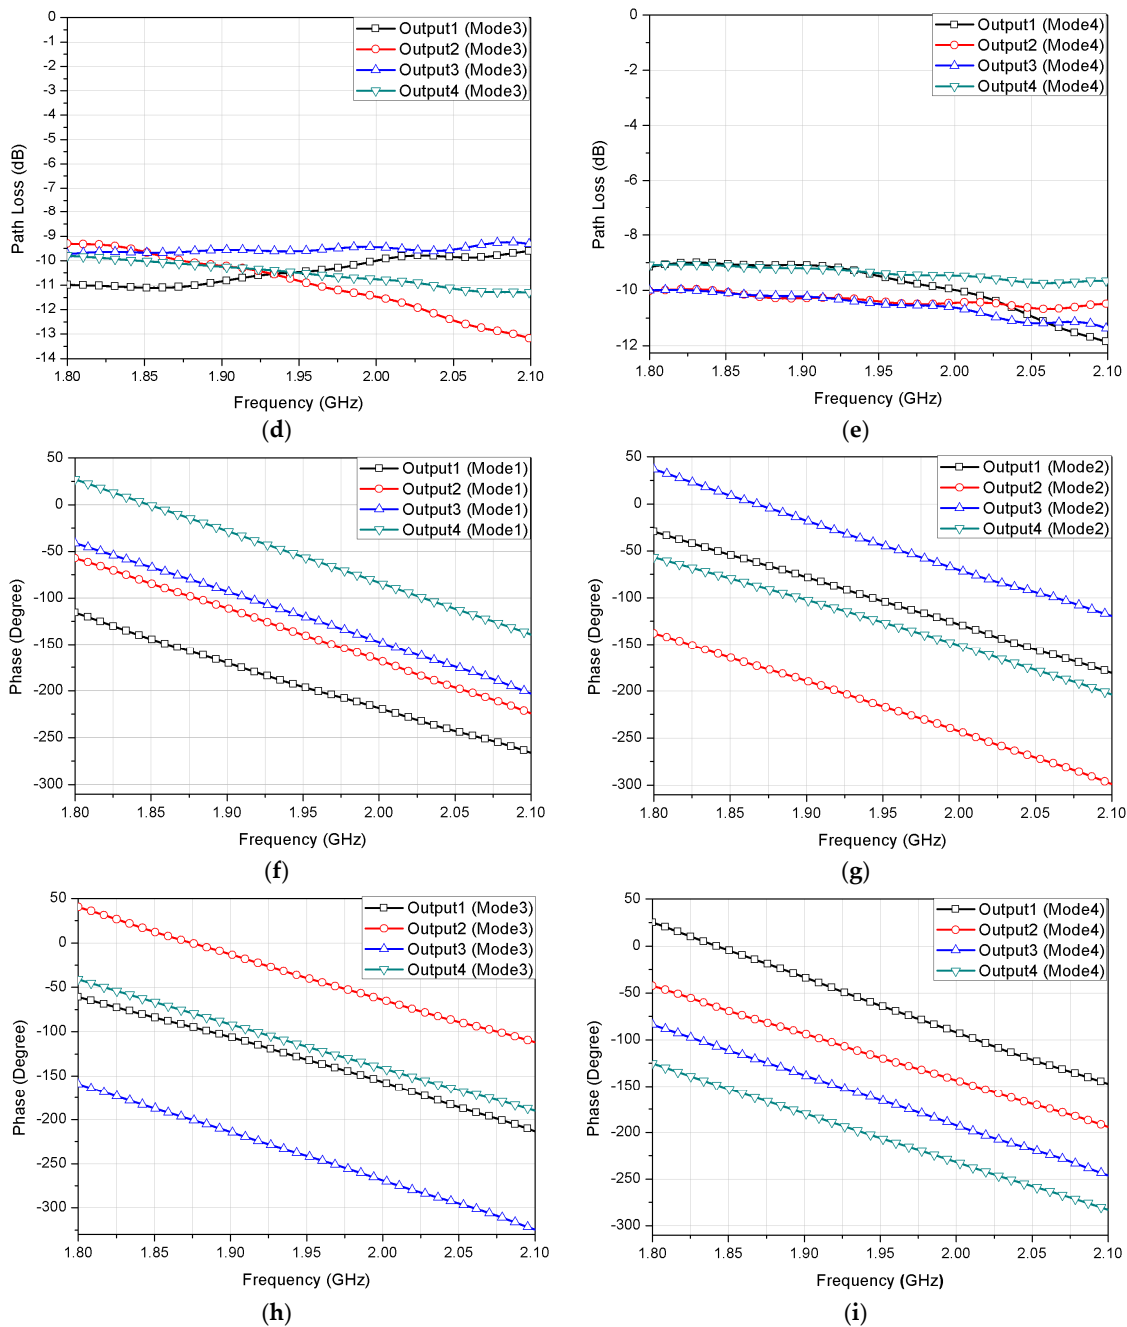 0
-1
-2
-3
-4
-5
-6
-7
-8
-9
-10
-11
-12
-13
-14
Path Loss (dB)
Output1 (Mode3)
Output2 (Mode3)
Output3 (Mode3)
Output4 (Mode3)
1.80 1.85 1.90 1.95 2.00 2.05 2.10
Frequency (GHz)
(d)
0
-2
-4
-6
-8
-10
-12
Path Loss (dB)
Output1 (Mode4)
Output2 (Mode4)
Output3 (Mode4)
Output4 (Mode4)
1.80 1.85 1.90 1.95 2.00 2.05 2.10
Frequency (GHz)
(e)
50
0
-50
-100
-150
-200
-250
-300
Phase (Degree)
Output1 (Mode1)
Output2 (Mode1)
Output3 (Mode1)
Output4 (Mode1)
1.80 1.85 1.90 1.95 2.00 2.05 2.10
Frequency (GHz)
(f)
50
0
-50
-100
-150
-200
-250
-300
Phase (Degree)
Output1 (Mode2)
Output2 (Mode2)
Output3 (Mode2)
Output4 (Mode2)
1.80 1.85 1.90 1.95 2.00 2.05 2.10
Frequency (GHz)
(g)
50
0
-50
-100
-150
-200
-250
-300
Phase (Degree)
Output1 (Mode3)
Output2 (Mode3)
Output3 (Mode3)
Output4 (Mode3)
1.80 1.85 1.90 1.95 2.00 2.05 2.10
Frequency (GHz)
(h)
50
0
-50
-100
-150
-200
-250
-300
Phase (Degree)
Output1 (Mode4)
Output2 (Mode4)
Output3 (Mode4)
Output4 (Mode4)
1.80 1.85 1.90 1.95 2.00 2.05 2.10
Frequency (GHz)
(i)